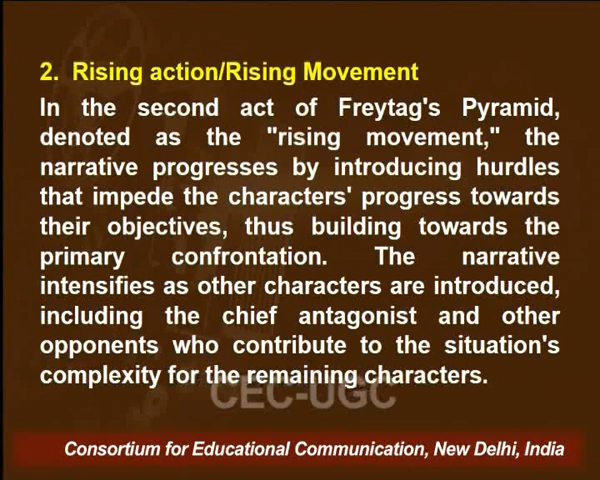 2. Rising action/Rising Movement
In the second act of Freytag's Pyramid,
denoted as the "rising movement," the
narrative progresses by introducing hurdles
that impede the characters' progress towards
their objectives, thus building towards the
primary confrontation. The narrative
intensifies as other characters are introduced,
including the chief antagonist and other
opponents who contribute to the situation's
complexity for the remaining characters.
CEC-UGC
Consortium for Educational Communication, New Delhi, India